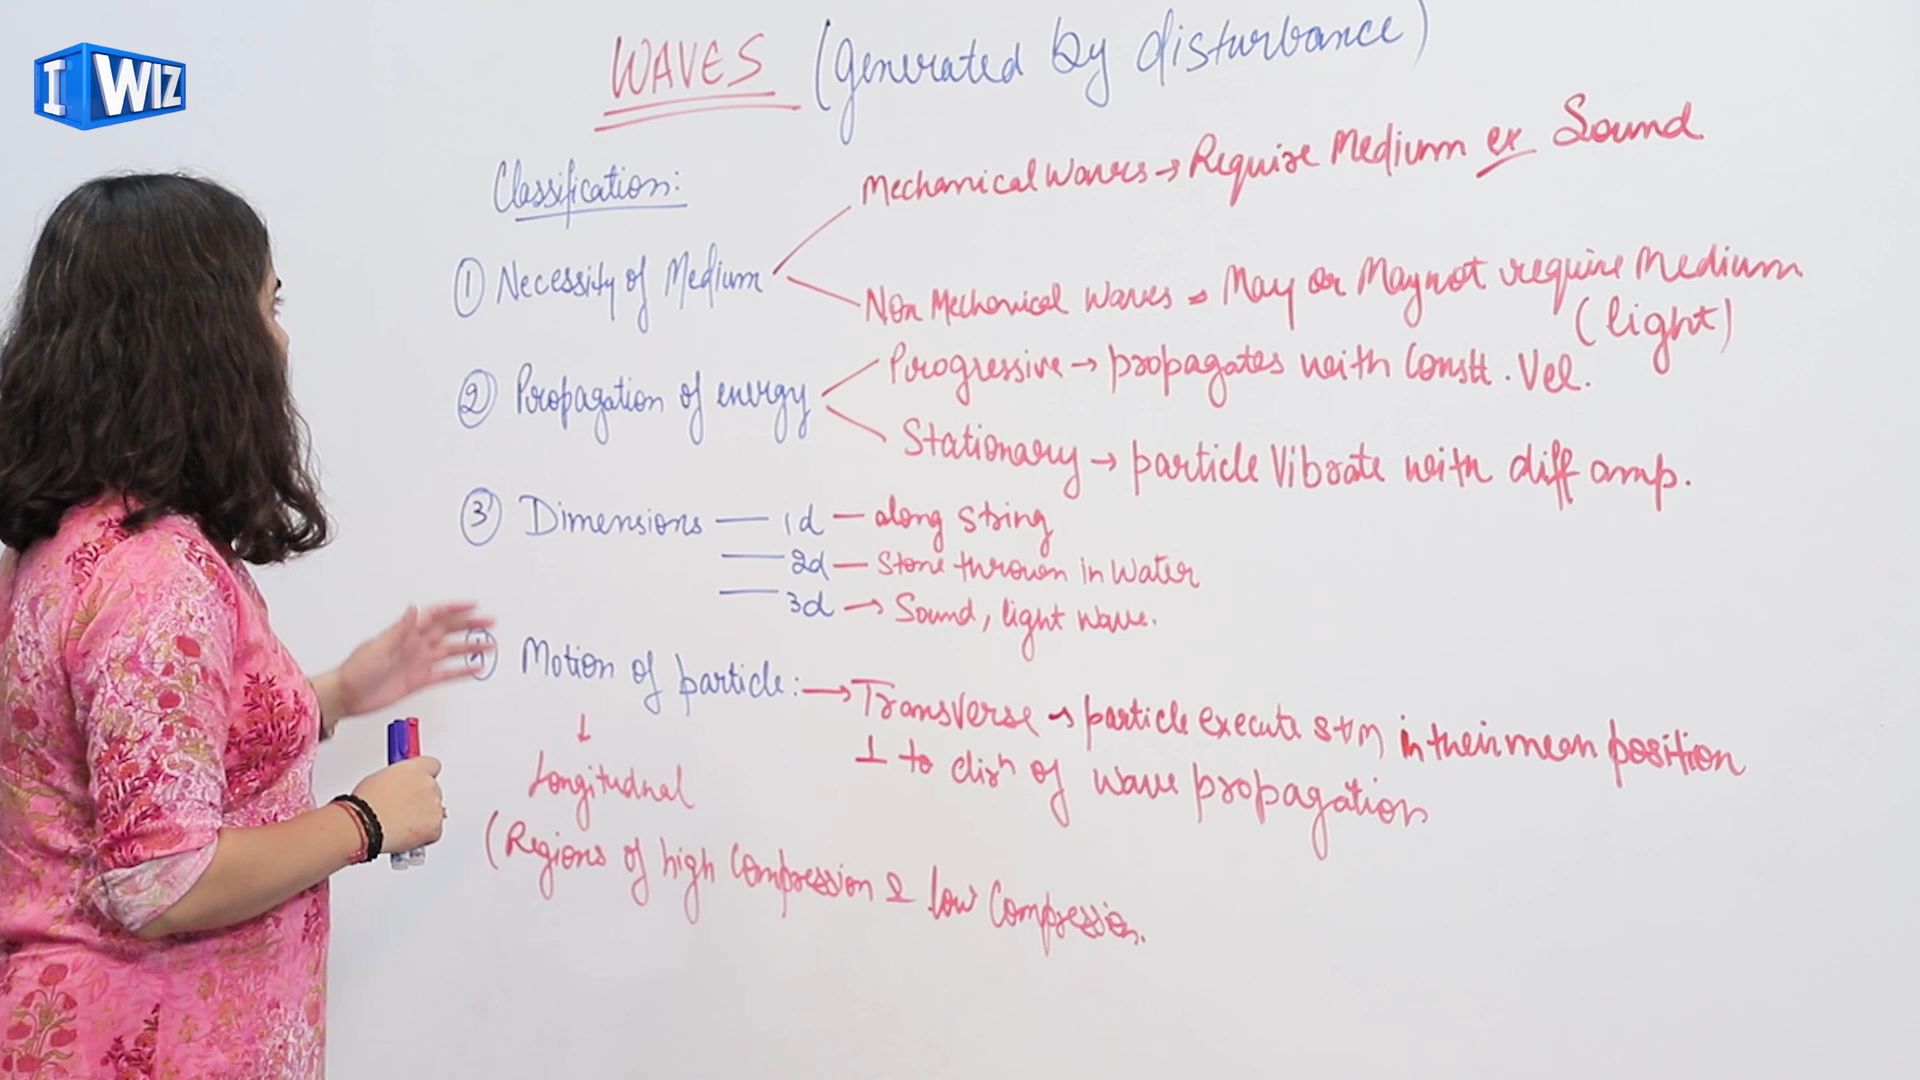 I WIZ
WAVES (generated by disturbance)
Classification:
① Necessity of Medium
Mechanical Waves → Require Medium ex Sound
Non Mechanical Waves → May or May not require Medium
(light)
② Propagation of energy
Progressive → propagates with Constt. Vel.
Stationary → particle Vibrate with diff amp.
③ Dimensions — 1d — along string
— 2d — Stone thrown in Water
— 3d → Sound, light wave.
④ Motion of particle: → Transverse → particle execute SHM in their mean position
⊥ to dirn of wave propagation
↓
Longitudnal
(Regions of high Compression & low Compression.